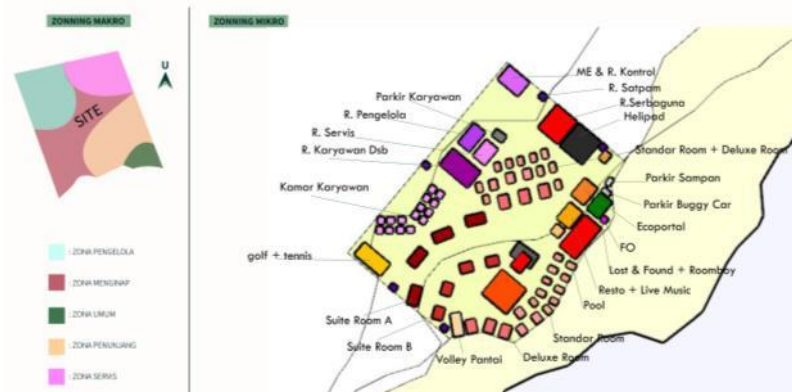 ZONNING MAKRO
SITE
U
: ZONA PENGELOLA
: ZONA MENGINAP
: ZONA UMUM
: ZONA PENUNJANG
: ZONA SERVIS
ZONNING MIKRO
ME & R. Kontrol
R. Satpam
R.Serbaguna
Helipad
Standar Room + Deluxe Room
Parkir Sampan
Parkir Buggy Car
Ecoportal
FO
Lost & Found + Roomboy
Resto + Live Music
Pool
Standar Room
Deluxe Room
Volley Pantai
Suite Room B
Suite Room A
golf + tennis
Kamar Karyawan
R. Karyawan Dsb
R. Servis
R. Pengelola
Parkir Karyawan